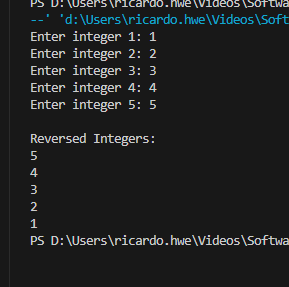 PS D:\Users\ricardo.hwe\Videos\Softwa
--' 'd:\Users\ricardo.hwe\Videos\Soft
Enter integer 1: 1
Enter integer 2: 2
Enter integer 3: 3
Enter integer 4: 4
Enter integer 5: 5
Reversed Integers:
5
4
3
2
1
PS D:\Users\ricardo.hwe\Videos\Softwa